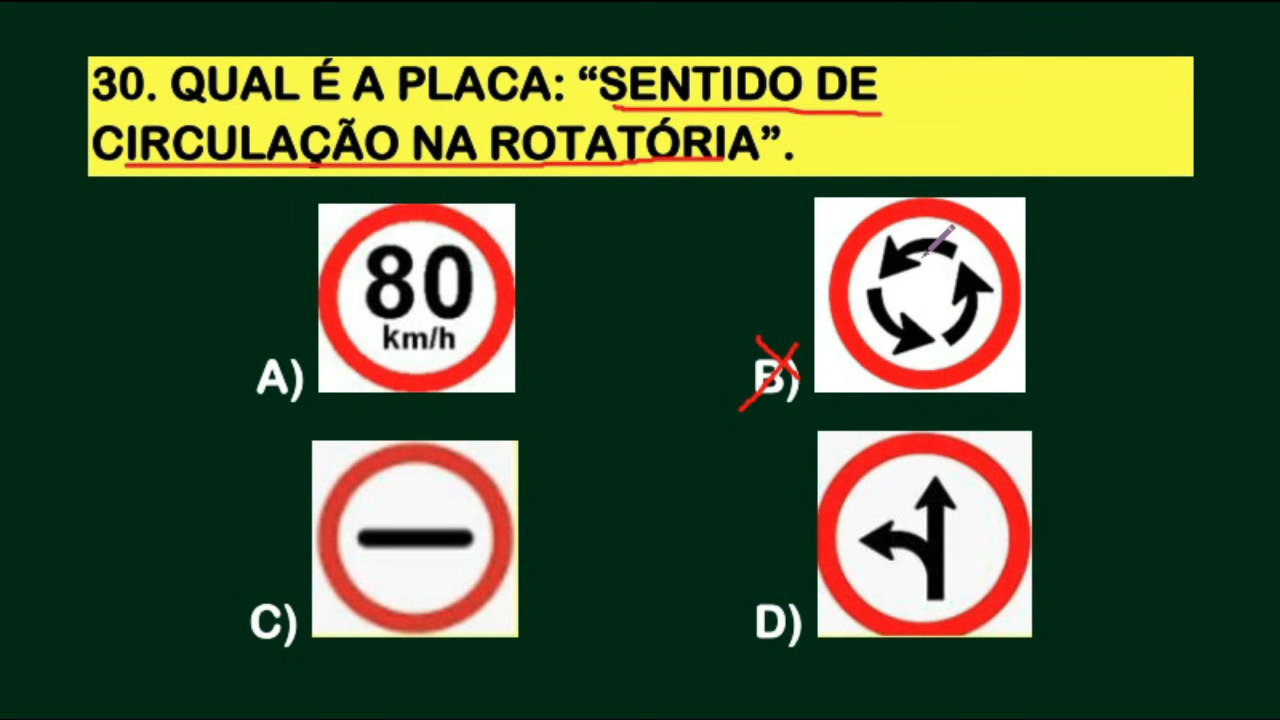 30. QUAL É A PLACA: “SENTIDO DE
CIRCULAÇÃO NA ROTATÓRIA”.
80
km/h
A)
B)
C)
D)